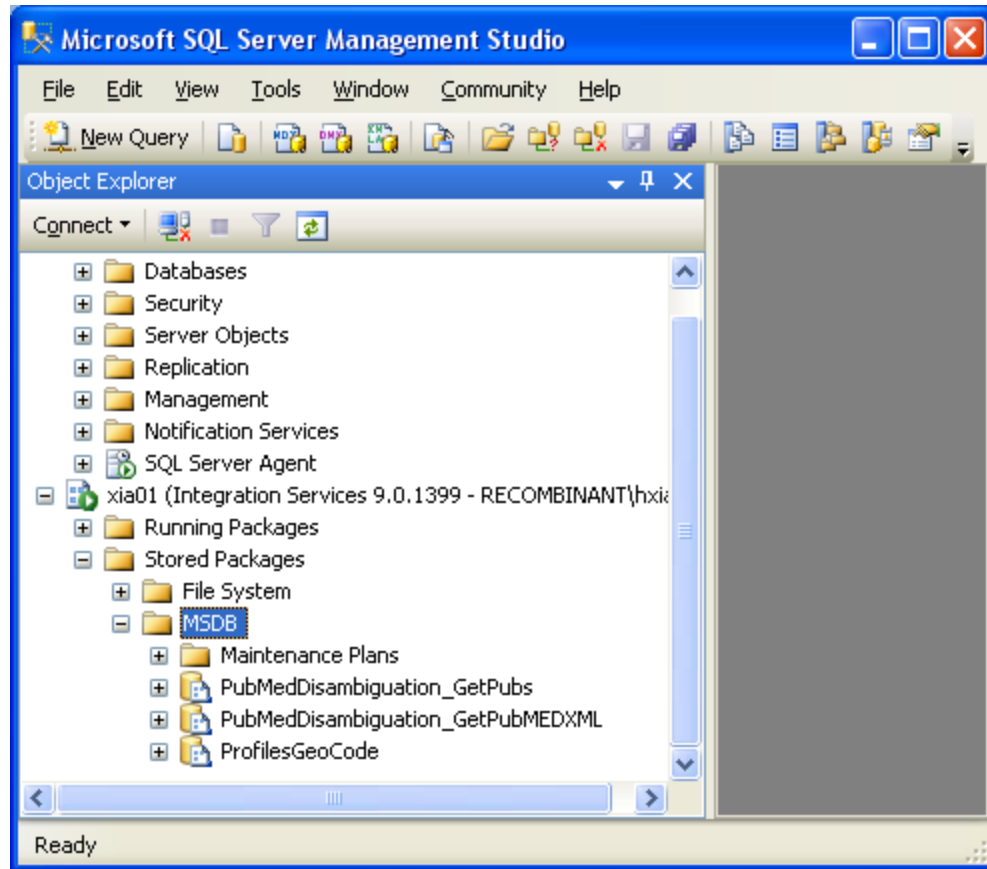 Microsoft SQL Server Management Studio
File Edit View Tools Window Community Help
New Query
Object Explorer
Connect
Databases
Security
Server Objects
Replication
Management
Notification Services
SQL Server Agent
xia01 (Integration Services 9.0.1399 - RECOMBINANT\hxia
Running Packages
Stored Packages
File System
MSDB
Maintenance Plans
PubMedDisambiguation_GetPubs
PubMedDisambiguation_GetPubMEDXML
ProfilesGeoCode
Ready